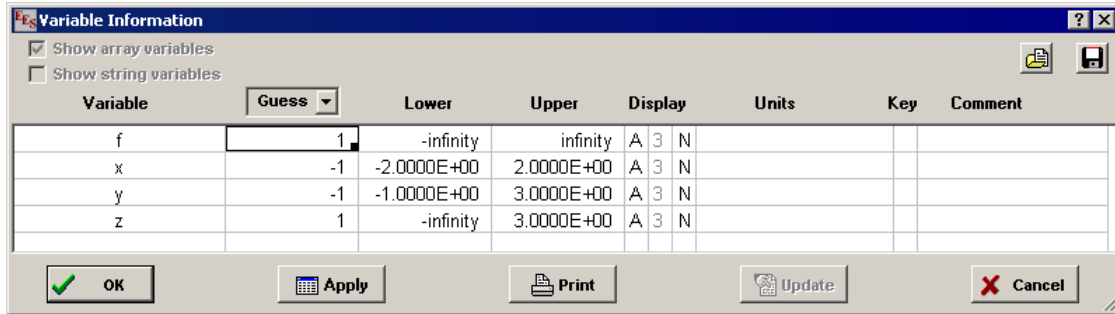 EES Variable Information
Show array variables
Show string variables
Variable Guess Lower Upper Display Units Key Comment
f 1 -infinity infinity A 3 N
x -1 -2.0000E+00 2.0000E+00 A 3 N
y -1 -1.0000E+00 3.0000E+00 A 3 N
z 1 -infinity 3.0000E+00 A 3 N
OK Apply Print Update Cancel